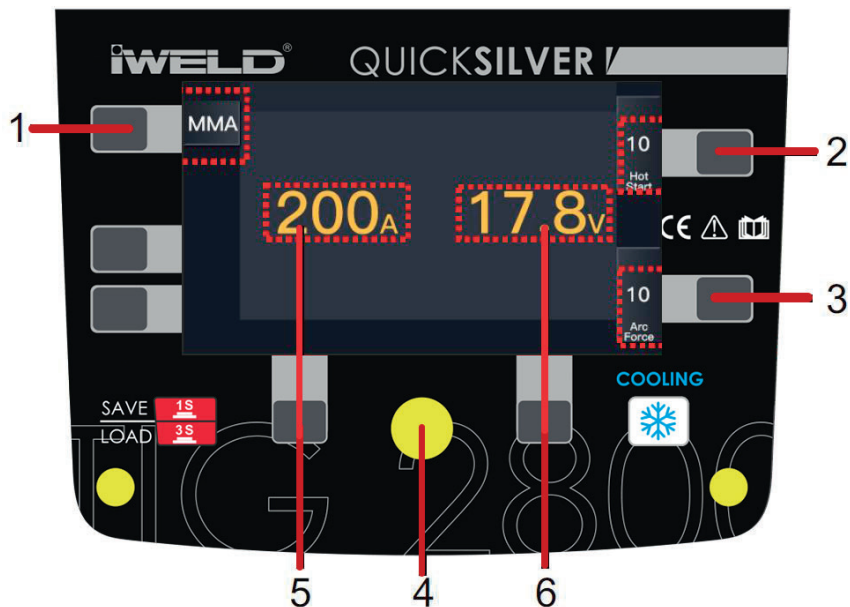 iWELD®
QUICKSILVER
1
MMA
10
Hot
Start
2
200A
17.8V
CE
10
Arc
Force
3
COOLING
SAVE 1S
LOAD 3S
TIG 2800
5
4
6